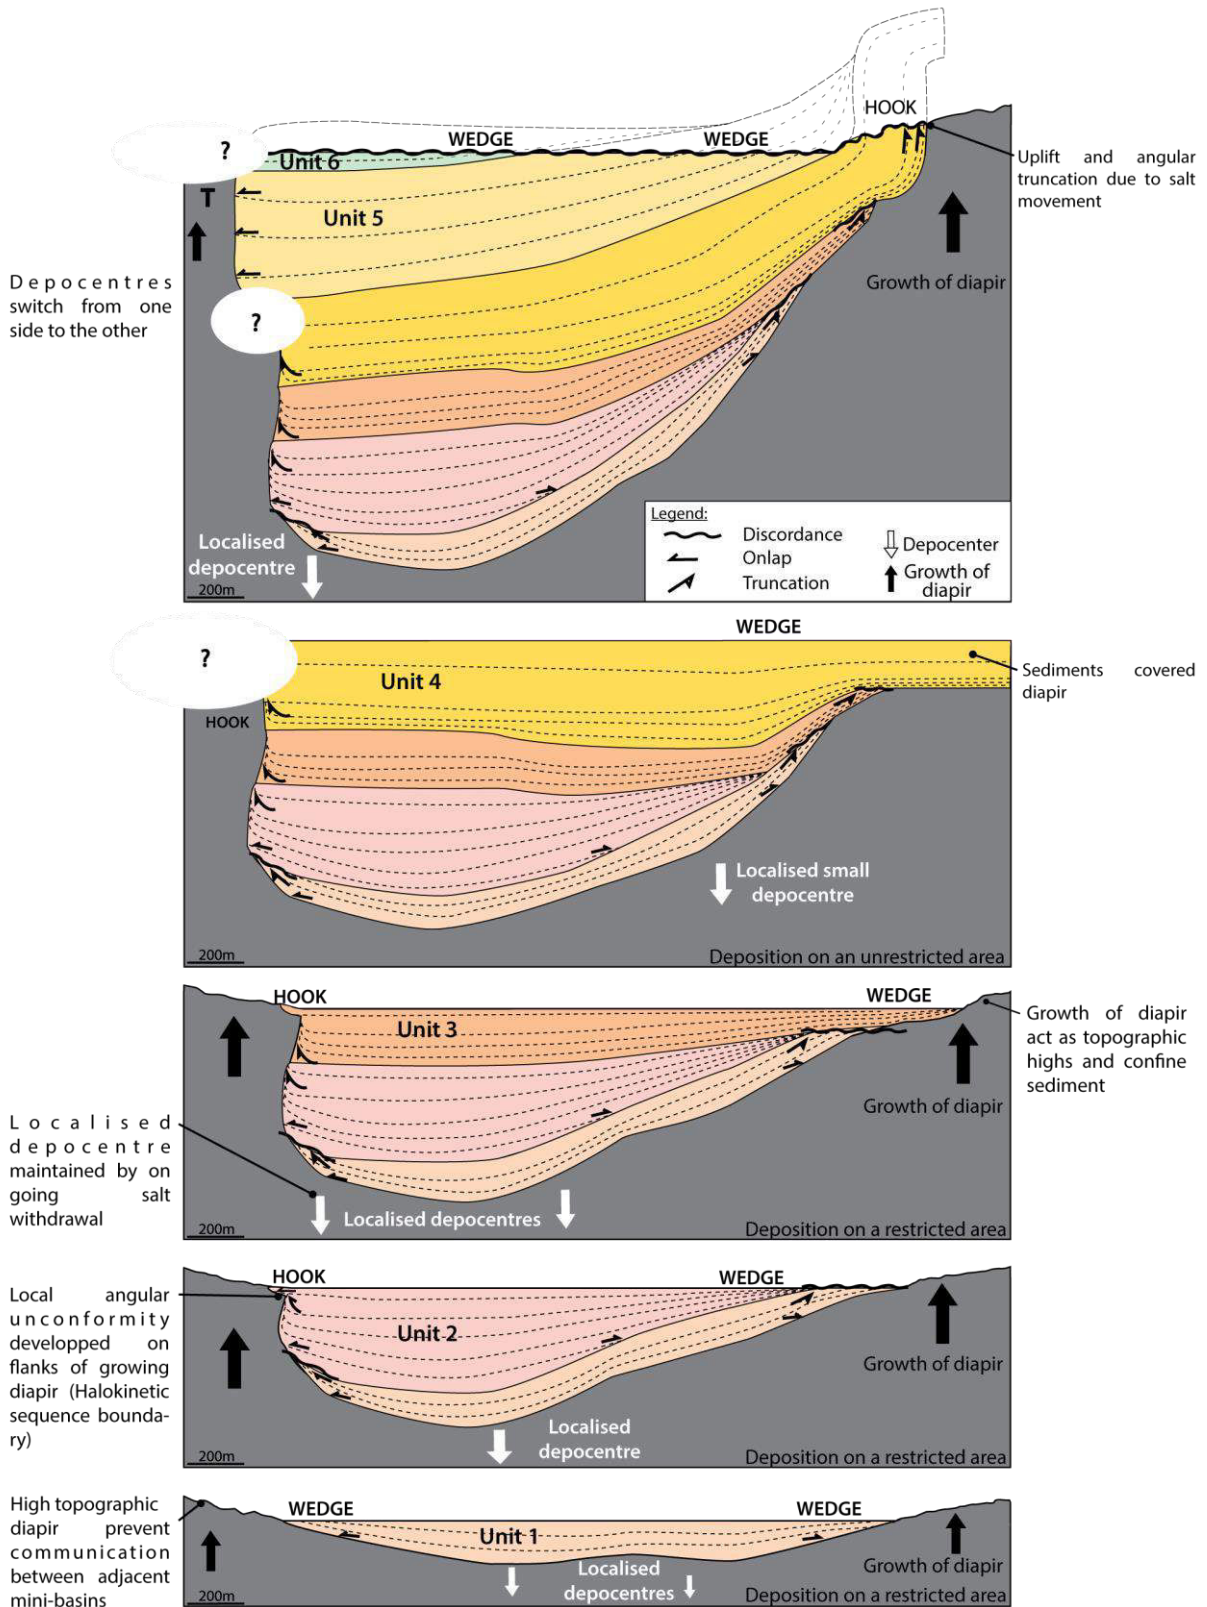 HOOK
WEDGE
WEDGE
?
Unit 6
T
Unit 5
Uplift and angular
truncation due to salt
movement
Growth of diapir
Depocentres
switch from one
side to the other
?
Localised
depocentre
200m
Legend:
Discordance
Onlap
Truncation
Depocenter
Growth of
diapir
WEDGE
?
Unit 4
Sediments covered
diapir
HOOK
Localised small
depocentre
200m
Deposition on an unrestricted area
HOOK
WEDGE
Unit 3
Growth of diapir
act as topographic
highs and confine
sediment
Growth of diapir
Localised
depocentre
maintained by on
going salt
withdrawal
Localised depocentres
200m
Deposition on a restricted area
HOOK
WEDGE
Local angular
unconformity
developped on
flanks of growing
diapir (Halokinetic
sequence bounda-
ry)
Unit 2
Growth of diapir
Localised
depocentre
200m
Deposition on a restricted area
High topographic
diapir prevent
communication
between adjacent
mini-basins
WEDGE
WEDGE
Unit 1
Growth of diapir
Localised
depocentres
200m
Deposition on a restricted area